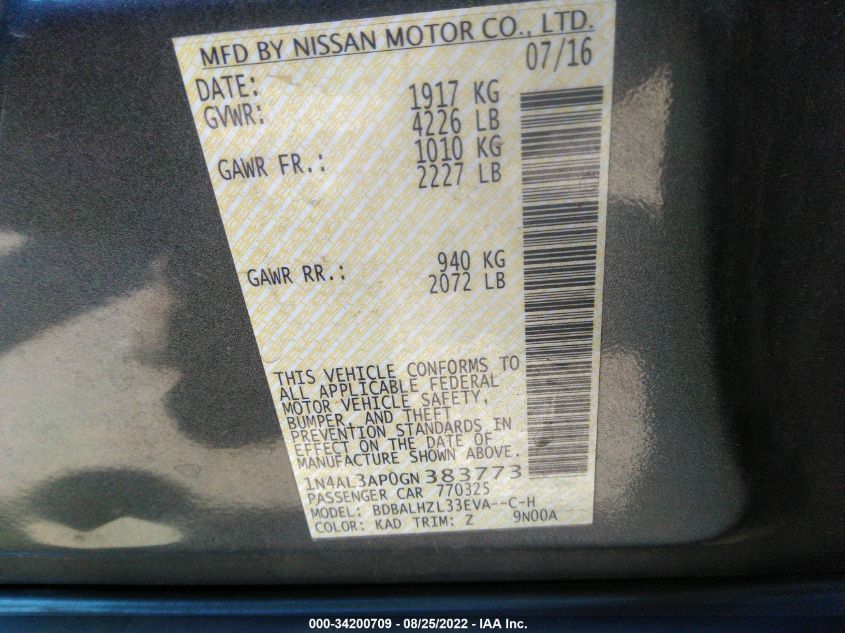 MFD BY NISSAN MOTOR CO., LTD.
DATE: 07/16
GVWR: 1917 KG
4226 LB
GAWR FR.: 1010 KG
2227 LB
GAWR RR.: 940 KG
2072 LB
THIS VEHICLE CONFORMS TO
ALL APPLICABLE FEDERAL
MOTOR VEHICLE SAFETY,
BUMPER, AND THEFT
PREVENTION STANDARDS IN
EFFECT ON THE DATE OF
MANUFACTURE SHOWN ABOVE.
1N4AL3AP0GN383773
PASSENGER CAR 770325
MODEL: BDBALHZL33EVA--C-H
COLOR: KAD TRIM: Z 9N00A
000-34200709 - 08/25/2022 - IAA Inc.